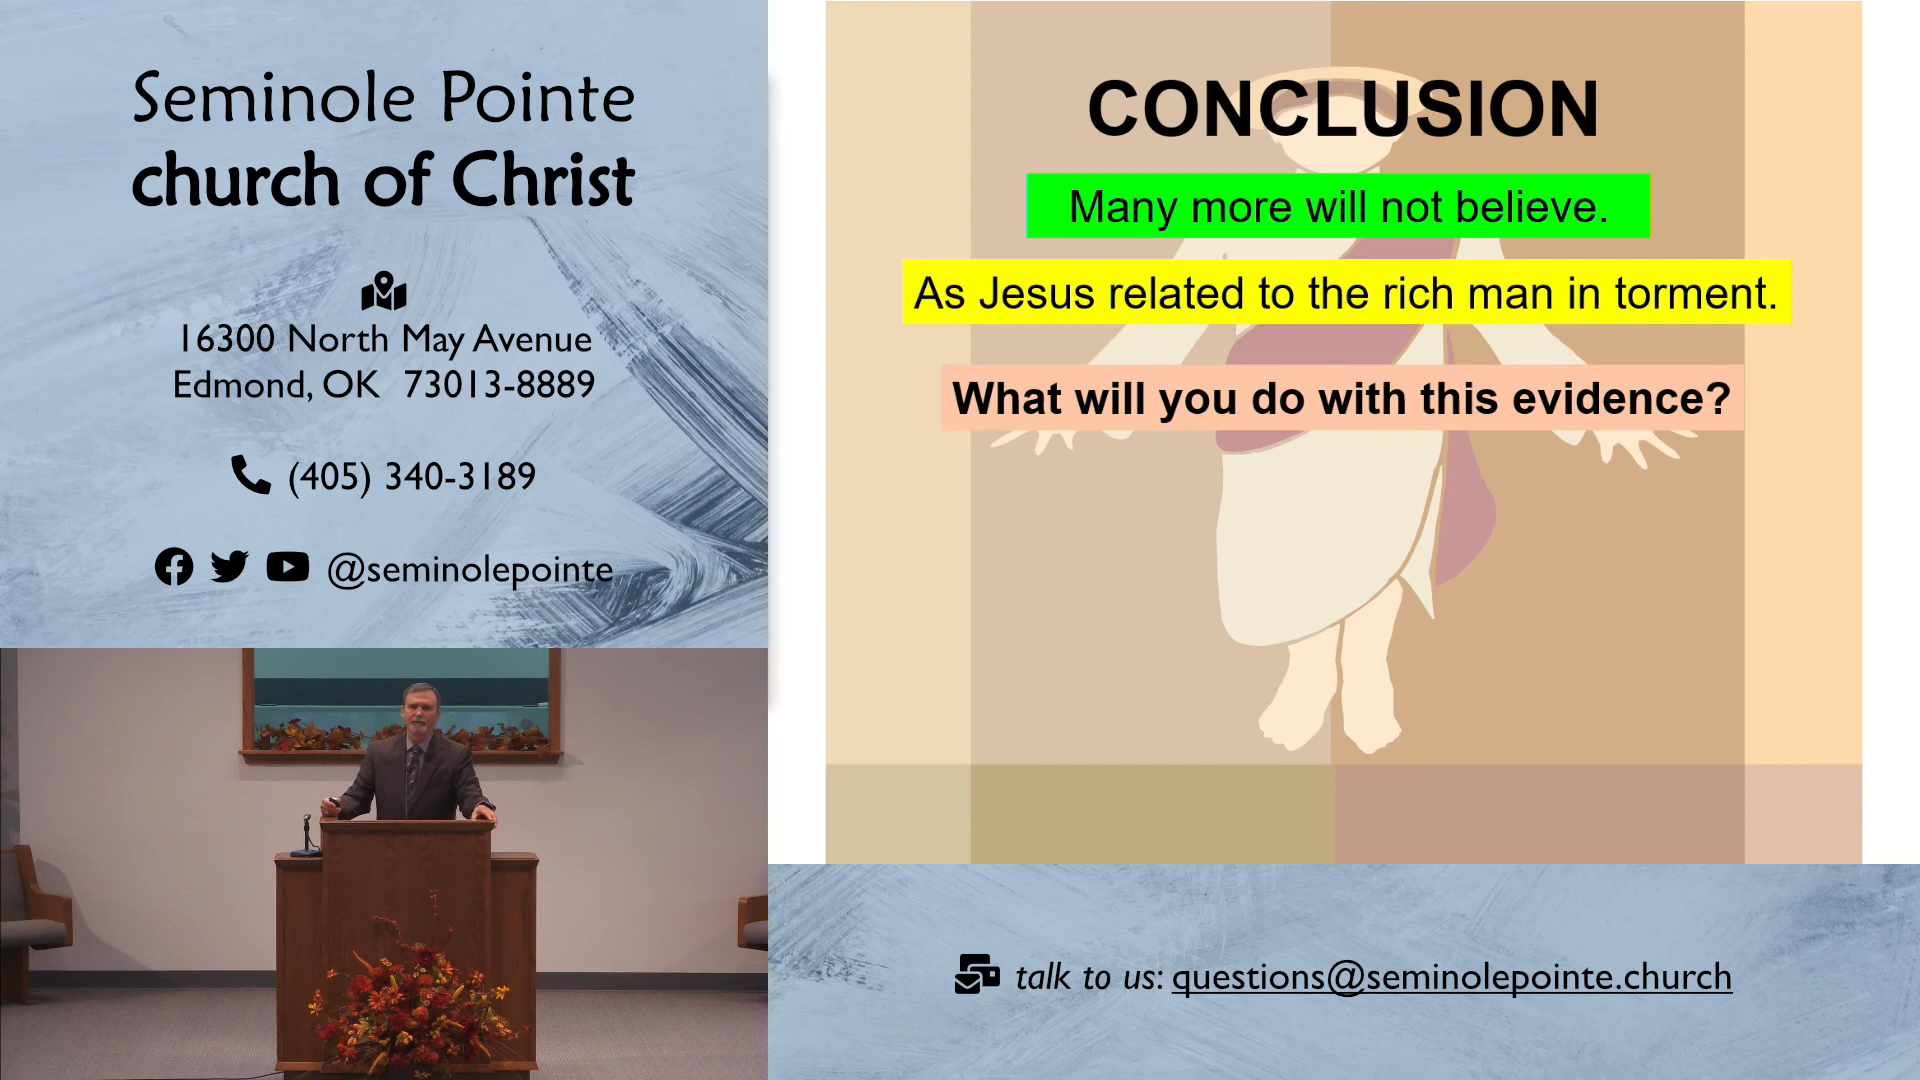 Seminole Pointe
church of Christ
16300 North May Avenue
Edmond, OK 73013-8889
(405) 340-3189
@seminolepointe
CONCLUSION
Many more will not believe.
As Jesus related to the rich man in torment.
What will you do with this evidence?
talk to us: questions@seminolepointe.church